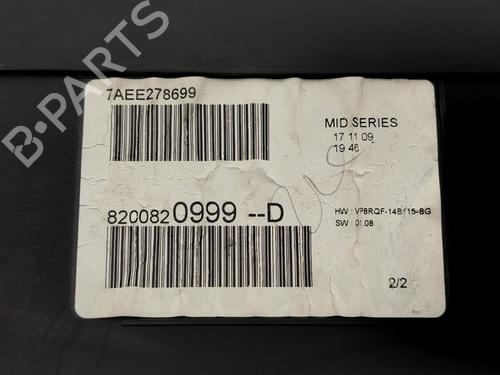 B-PARTS
7AEE278699
MID SERIES
17 11 09
19 46
8200820999 --D
HW : VP8RQF-14B115-BG
SW : 01.08
2/2